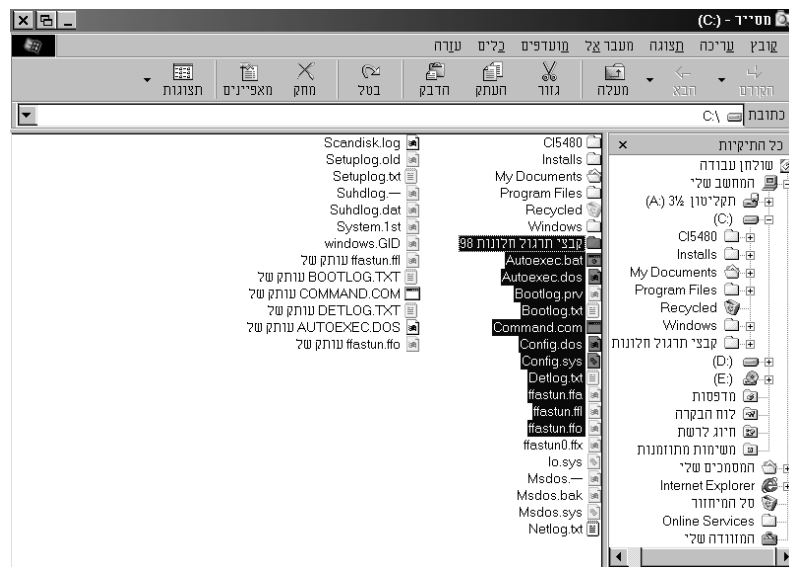 מסייר - (C:)
קובץ עריכה תצוגה מעבר אל מועדפים כלים עזרה
הקודם הבא מעלה גזור העתק הדבק בטל מחק מאפיינים תצוגות
כתובת C:\
כל התיקיות
שולחן עבודה
המחשב שלי
תקליטון 3½ (A:)
(C:)
CI5480
Installs
My Documents
Program Files
Recycled
Windows
קבצי תרגול חלונות
(D:)
(E:)
מדפסות
לוח הבקרה
חיוג לרשת
משימות מתוזמנות
המסמכים שלי
Internet Explorer
סל המיחזור
Online Services
המזוודה שלי
CI5480
Installs
My Documents
Program Files
Recycled
Windows
קבצי תרגול חלונות 98
Autoexec.bat
Autoexec.dos
Bootlog.prv
Bootlog.txt
Command.com
Config.dos
Config.sys
Detlog.txt
ffastun.ffa
ffastun.ffl
ffastun.ffo
ffastun0.ffx
Io.sys
Msdos.---
Msdos.bak
Msdos.sys
Netlog.txt
Scandisk.log
Setuplog.old
Setuplog.txt
Suhdlog.---
Suhdlog.dat
System.1st
windows.GID
עותק של ffastun.ffl
עותק של BOOTLOG.TXT
עותק של COMMAND.COM
עותק של DETLOG.TXT
עותק של AUTOEXEC.DOS
עותק של ffastun.ffo